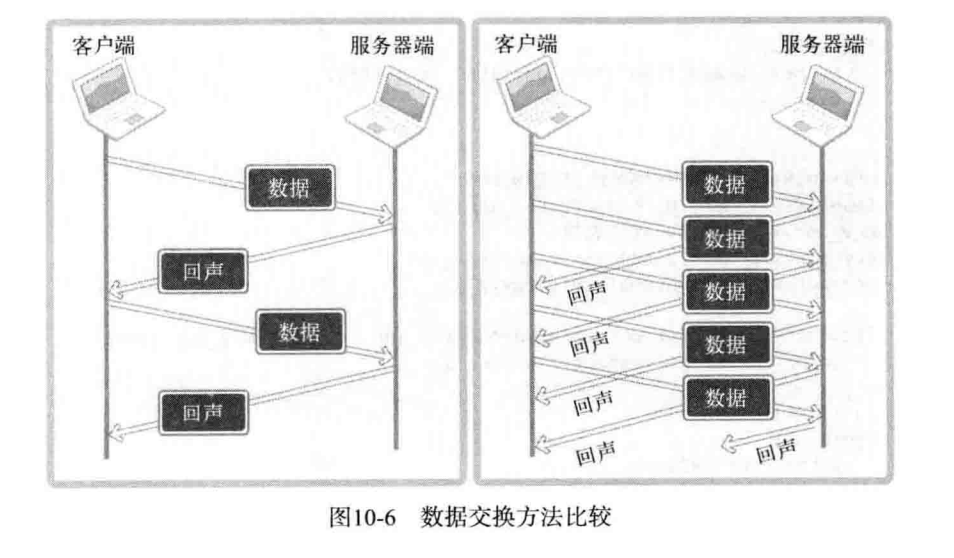 客户端 服务器端
数据
回声
数据
回声
客户端 服务器端
数据
数据
回声
数据
回声
数据
回声
数据
回声 回声
图10-6 数据交换方法比较